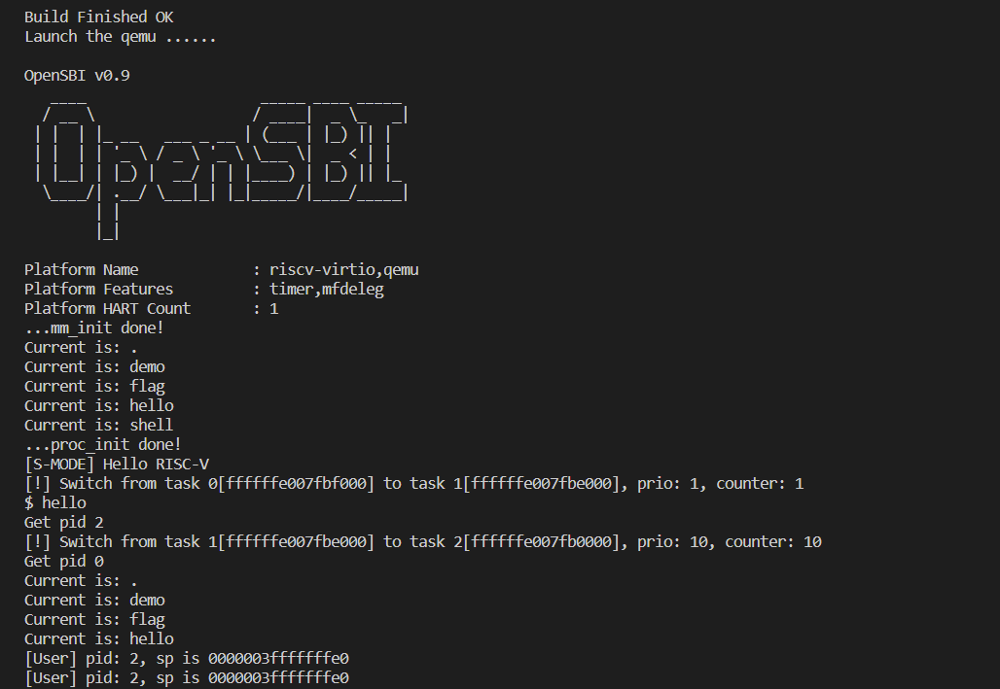 Build Finished OK
Launch the qemu ......
OpenSBI v0.9
   ____                    _____ ____ _____
  / __ \                  / ____|  _ \_   _|
 | |  | |_ __   ___ _ __ | (___ | |_) || |
 | |  | | '_ \ / _ \ '_ \ \___ \|  _ < | |
 | |__| | |_) |  __/ | | |____) | |_) || |_
  \____/| .__/ \___|_| |_|_____/|____/_____|
        | |
        |_|
Platform Name             : riscv-virtio,qemu
Platform Features         : timer,mfdeleg
Platform HART Count       : 1
...mm_init done!
Current is: .
Current is: demo
Current is: flag
Current is: hello
Current is: shell
...proc_init done!
[S-MODE] Hello RISC-V
[!] Switch from task 0[ffffffe007fbf000] to task 1[ffffffe007fbe000], prio: 1, counter: 1
$ hello
Get pid 2
[!] Switch from task 1[ffffffe007fbe000] to task 2[ffffffe007fb0000], prio: 10, counter: 10
Get pid 0
Current is: .
Current is: demo
Current is: flag
Current is: hello
[User] pid: 2, sp is 0000003fffffffe0
[User] pid: 2, sp is 0000003fffffffe0